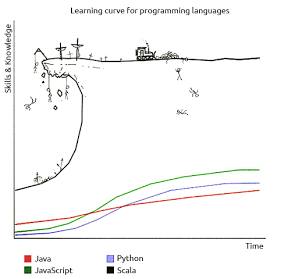 Learning curve for programming languages
Skills & Knowledge
Time
Java
Python
JavaScript
Scala